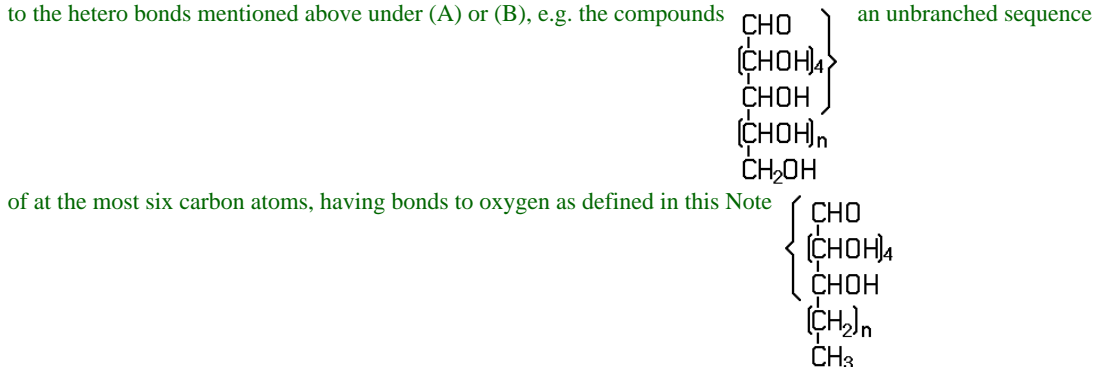 to the hetero bonds mentioned above under (A) or (B), e.g. the compounds an unbranched sequence
CHO
(CHOH)4
CHOH
(CHOH)n
CH2OH
of at the most six carbon atoms, having bonds to oxygen as defined in this Note
CHO
(CHOH)4
CHOH
(CH2)n
CH3